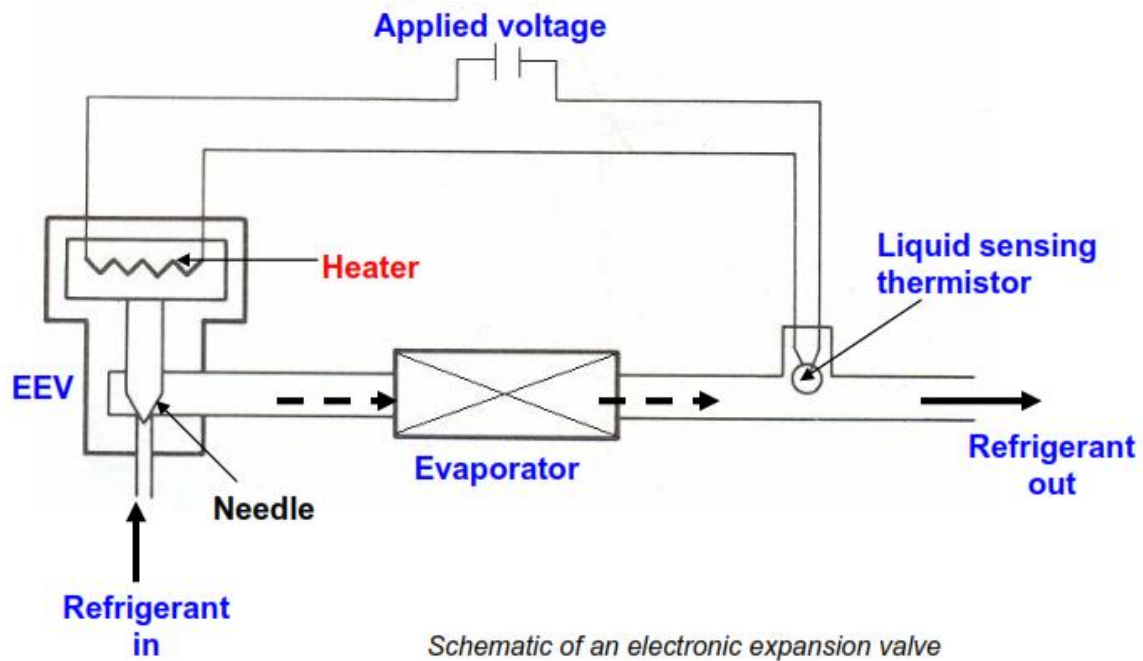 Applied voltage
Heater
Liquid sensing
thermistor
EEV
Evaporator
Needle
Refrigerant
out
Refrigerant
in
Schematic of an electronic expansion valve